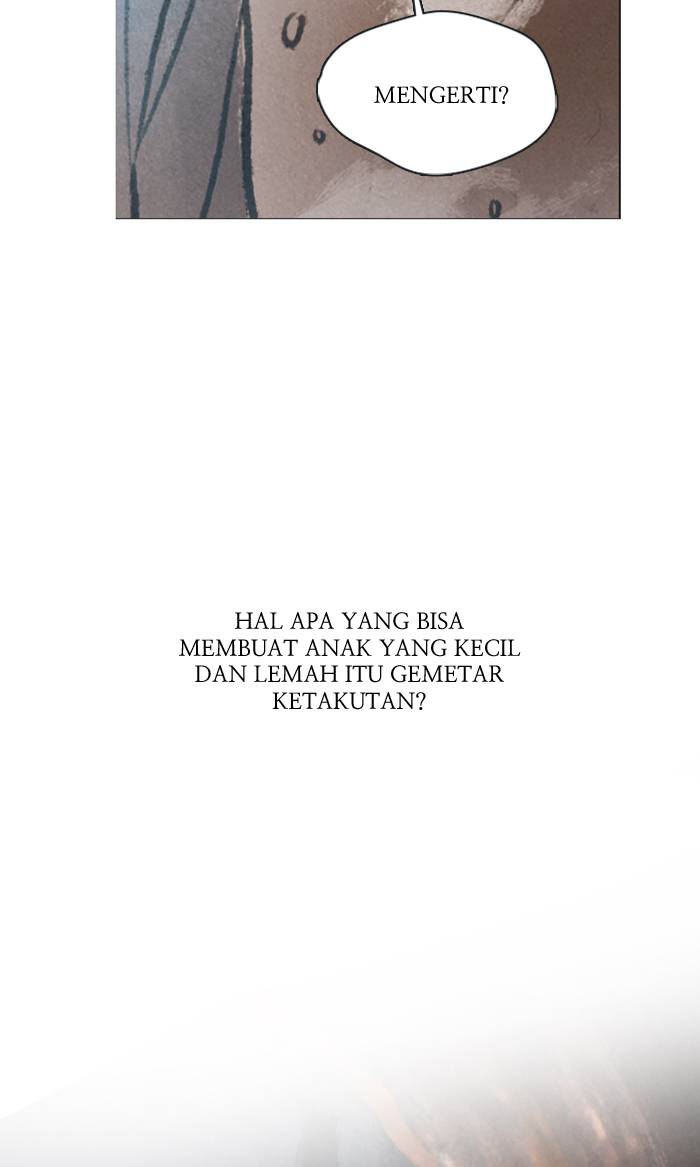 MENGERTI?
HAL APA YANG BISA
MEMBUAT ANAK YANG KECIL
DAN LEMAH ITU GEMETAR
KETAKUTAN?